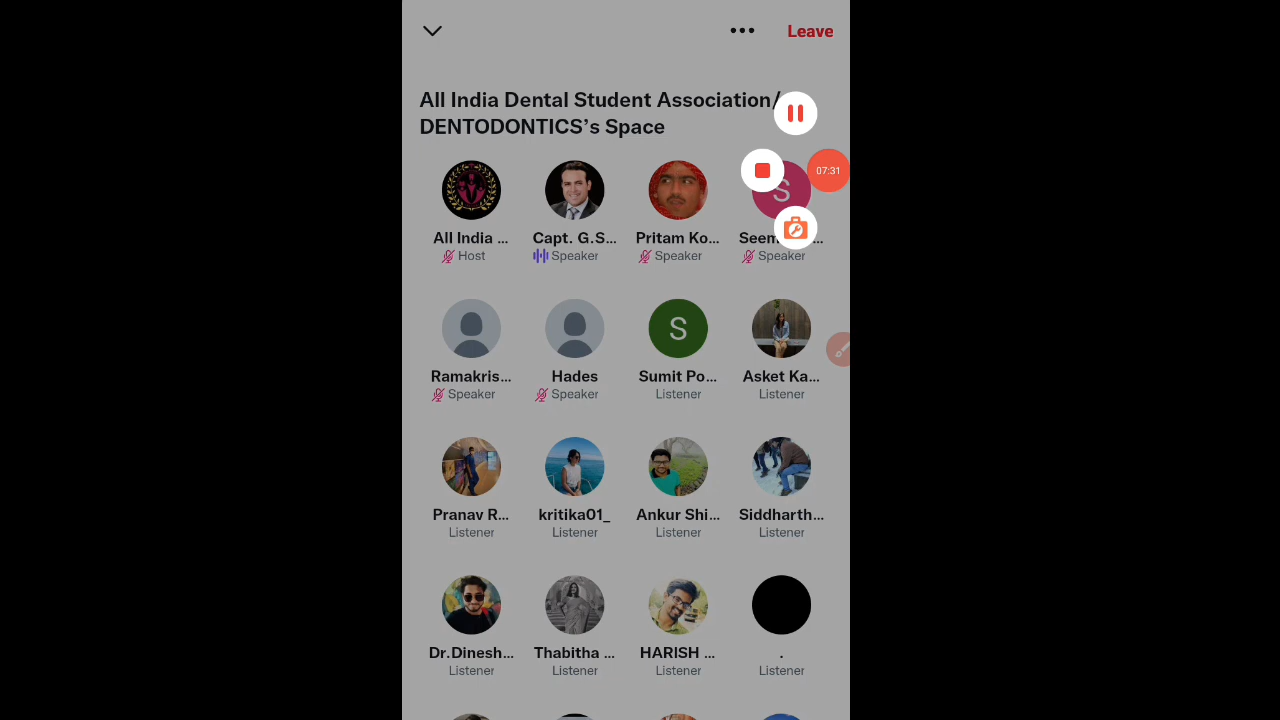 Leave
All India Dental Student Association/
DENTODONTICS’s Space
07:31
S
All India ... Capt. G.S... Pritam Ko... Seem
Host Speaker Speaker Speaker
S
Ramakris... Hades Sumit Po... Asket Ka...
Speaker Speaker Listener Listener
Pranav R... kritika01_ Ankur Shi... Siddharth...
Listener Listener Listener Listener
Dr.Dinesh... Thabitha ... HARISH ... .
Listener Listener Listener Listener